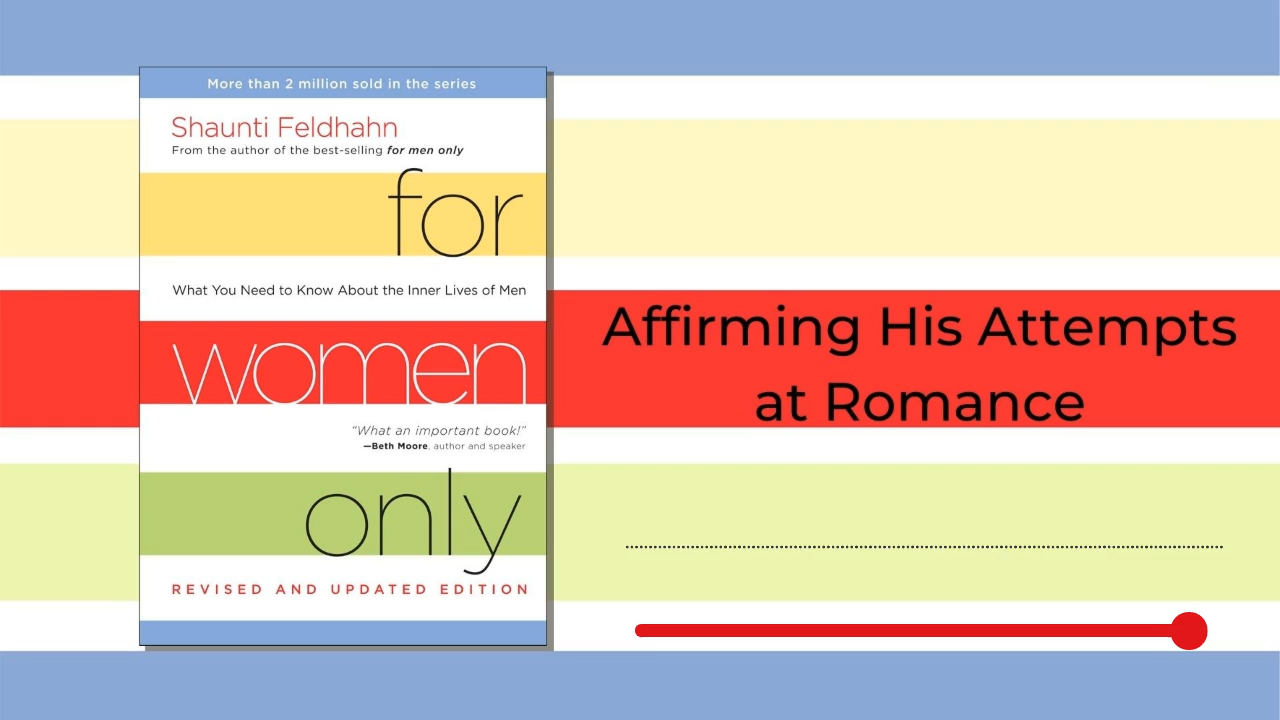 More than 2 million sold in the series
Shaunti Feldhahn
From the author of the best-selling for men only
for
What You Need to Know About the Inner Lives of Men
women
“What an important book!”
—Beth Moore, author and speaker
only
REVISED AND UPDATED EDITION
Affirming His Attempts
at Romance